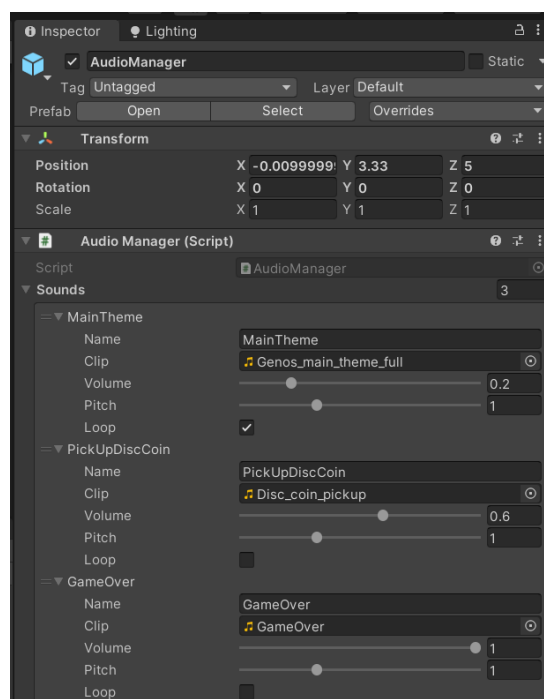 Inspector Lighting
AudioManager Static
Tag Untagged Layer Default
Prefab Open Select Overrides
Transform
Position X -0.0099999 Y 3.33 Z 5
Rotation X 0 Y 0 Z 0
Scale X 1 Y 1 Z 1
# Audio Manager (Script)
Script # AudioManager
Sounds 3
MainTheme
Name MainTheme
Clip Genos_main_theme_full
Volume 0.2
Pitch 1
Loop
PickUpDiscCoin
Name PickUpDiscCoin
Clip Disc_coin_pickup
Volume 0.6
Pitch 1
Loop
GameOver
Name GameOver
Clip GameOver
Volume 1
Pitch 1
Loop